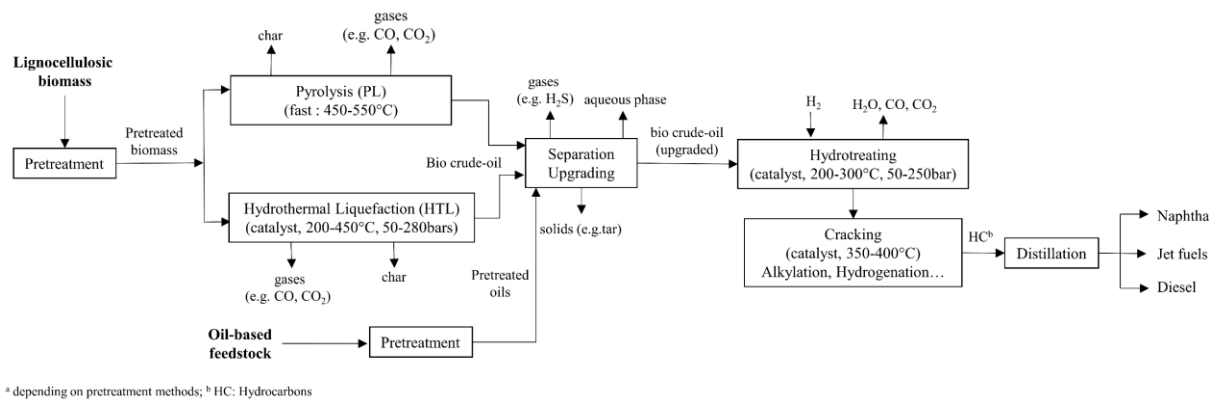 Lignocellulosic
biomass
Pretreatment
Pretreated
biomass
char
gases
(e.g. CO, CO₂)
Pyrolysis (PL)
(fast : 450-550°C)
Hydrothermal Liquefaction (HTL)
(catalyst, 200-450°C, 50-280bars)
gases
(e.g. CO, CO₂)
char
Bio crude-oil
Oil-based
feedstock
Pretreatment
Pretreated
oils
gases
(e.g. H₂S)
aqueous phase
Separation
Upgrading
solids (e.g.tar)
bio crude-oil
(upgraded)
H₂
H₂O, CO, CO₂
Hydrotreating
(catalyst, 200-300°C, 50-250bar)
Cracking
(catalyst, 350-400°C)
Alkylation, Hydrogenation…
HCᵇ
Distillation
Naphtha
Jet fuels
Diesel
ᵃ depending on pretreatment methods; ᵇ HC: Hydrocarbons